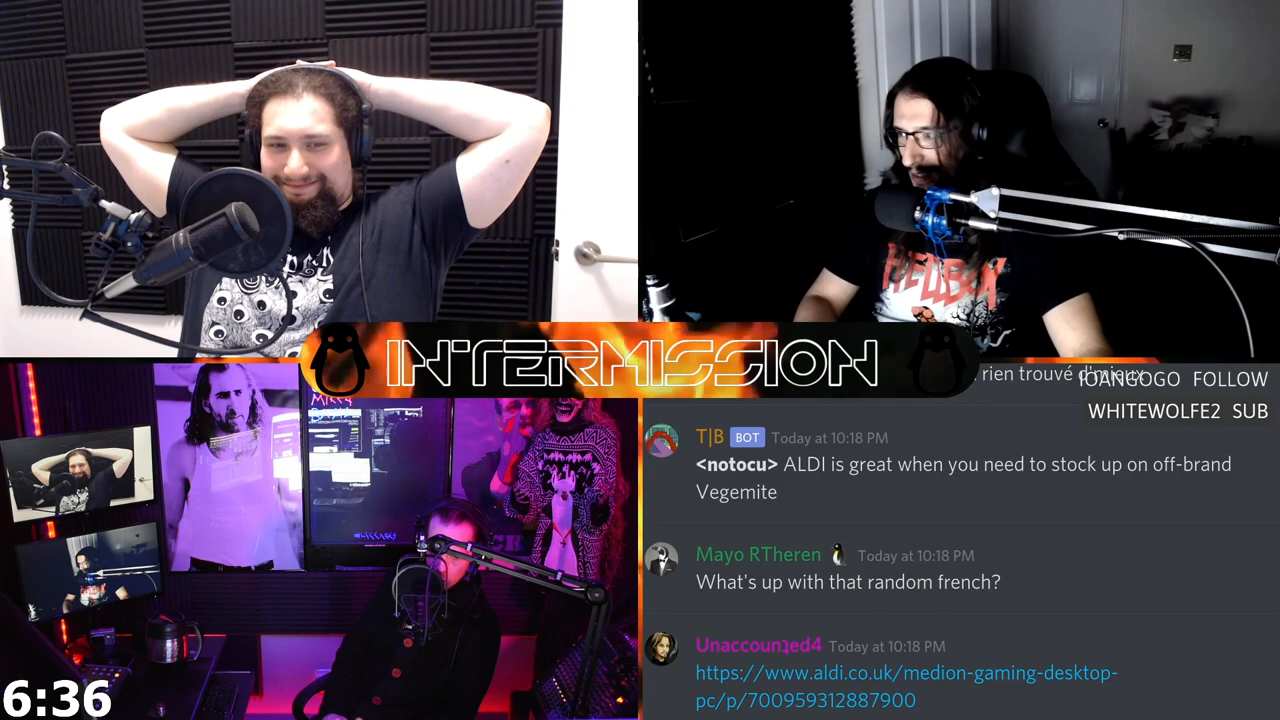 HEDBOX
INTERMISSION
rien trouvé d'mieux
IOANGOGO FOLLOW
WHITEWOLFE2 SUB
T|B BOT Today at 10:18 PM
<notocu> ALDI is great when you need to stock up on off-brand
Vegemite
Mayo RTheren Today at 10:18 PM
What's up with that random french?
Unaccounʇed4 Today at 10:18 PM
https://www.aldi.co.uk/medion-gaming-desktop-
pc/p/700959312887900
6:36